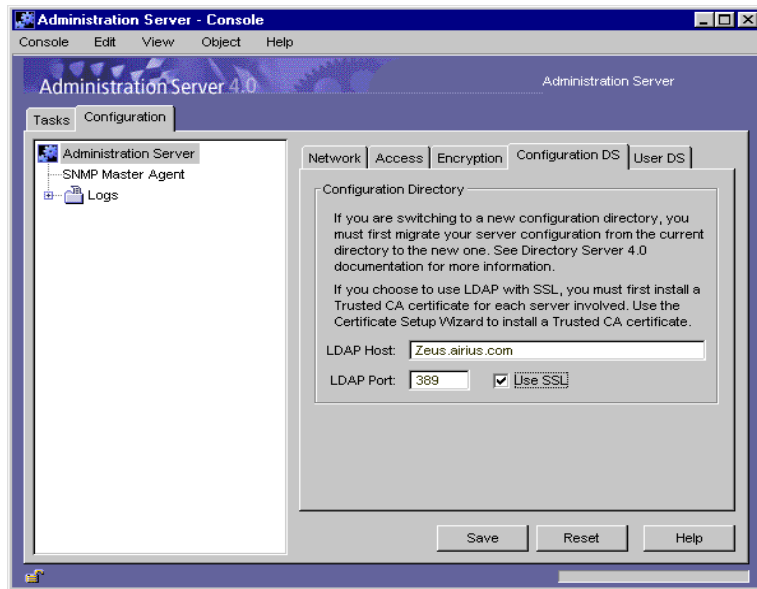 Administration Server - Console
Console Edit View Object Help
Administration Server 4.0
Administration Server
Tasks Configuration
Administration Server
SNMP Master Agent
Logs
Network Access Encryption Configuration DS User DS
Configuration Directory
If you are switching to a new configuration directory, you
must first migrate your server configuration from the current
directory to the new one. See Directory Server 4.0
documentation for more information.
If you choose to use LDAP with SSL, you must first install a
Trusted CA certificate for each server involved. Use the
Certificate Setup Wizard to install a Trusted CA certificate.
LDAP Host: Zeus.airius.com
LDAP Port: 389 Use SSL
Save Reset Help